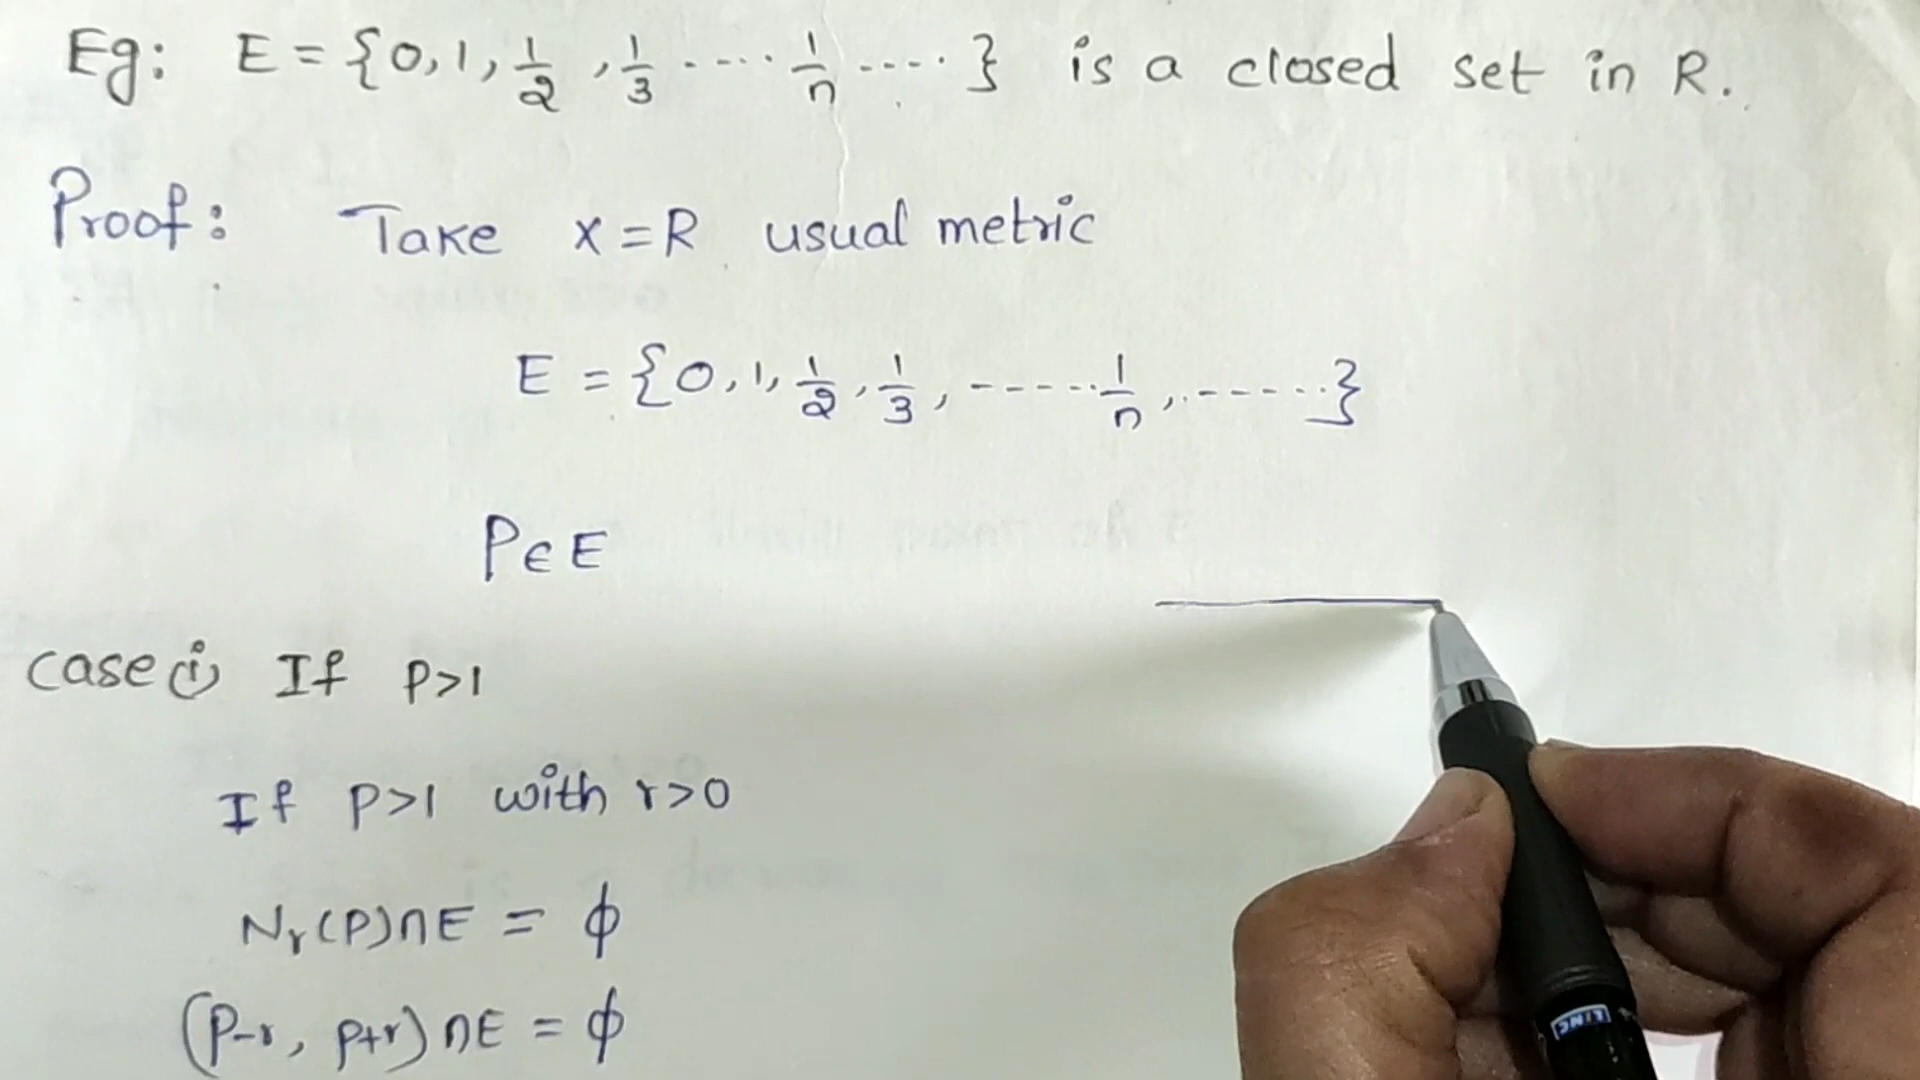 Eg: E = {0, 1, 1/2, 1/3 ---- 1/n ----} is a closed set in R.
Proof: Take x = R usual metric
E = {0, 1, 1/2, 1/3, ------ 1/n, ------}
P ∈ E
case (i) If P>1
If P>1 with r>0
Nr(P)∩E = ϕ
(P-r, P+r)∩E = ϕ
LINC